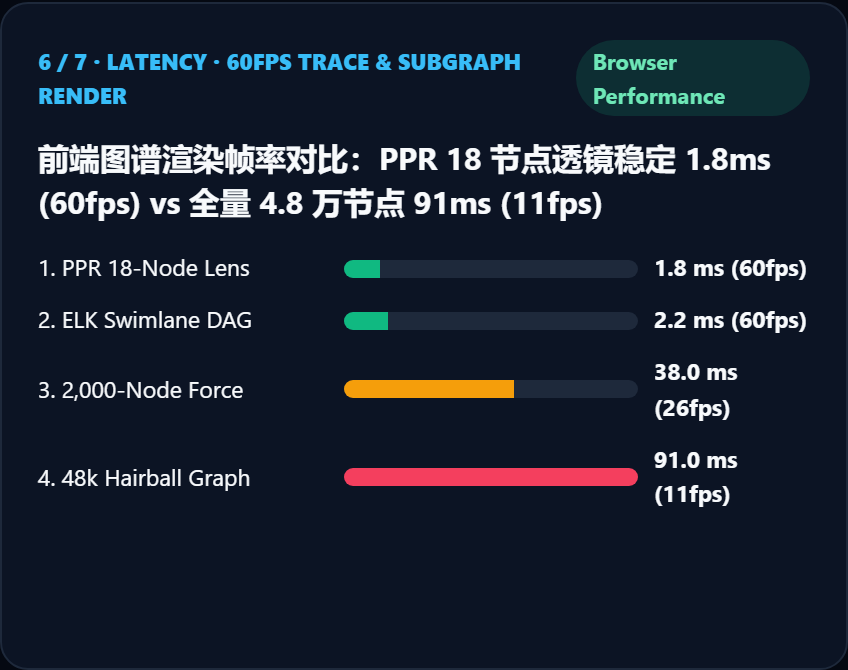 6 / 7 · LATENCY · 60FPS TRACE & SUBGRAPH
RENDER
Browser
Performance
前端图谱渲染帧率对比：PPR 18 节点透镜稳定 1.8ms
(60fps) vs 全量 4.8 万节点 91ms (11fps)
1. PPR 18-Node Lens
1.8 ms (60fps)
2. ELK Swimlane DAG
2.2 ms (60fps)
3. 2,000-Node Force
38.0 ms
(26fps)
4. 48k Hairball Graph
91.0 ms
(11fps)